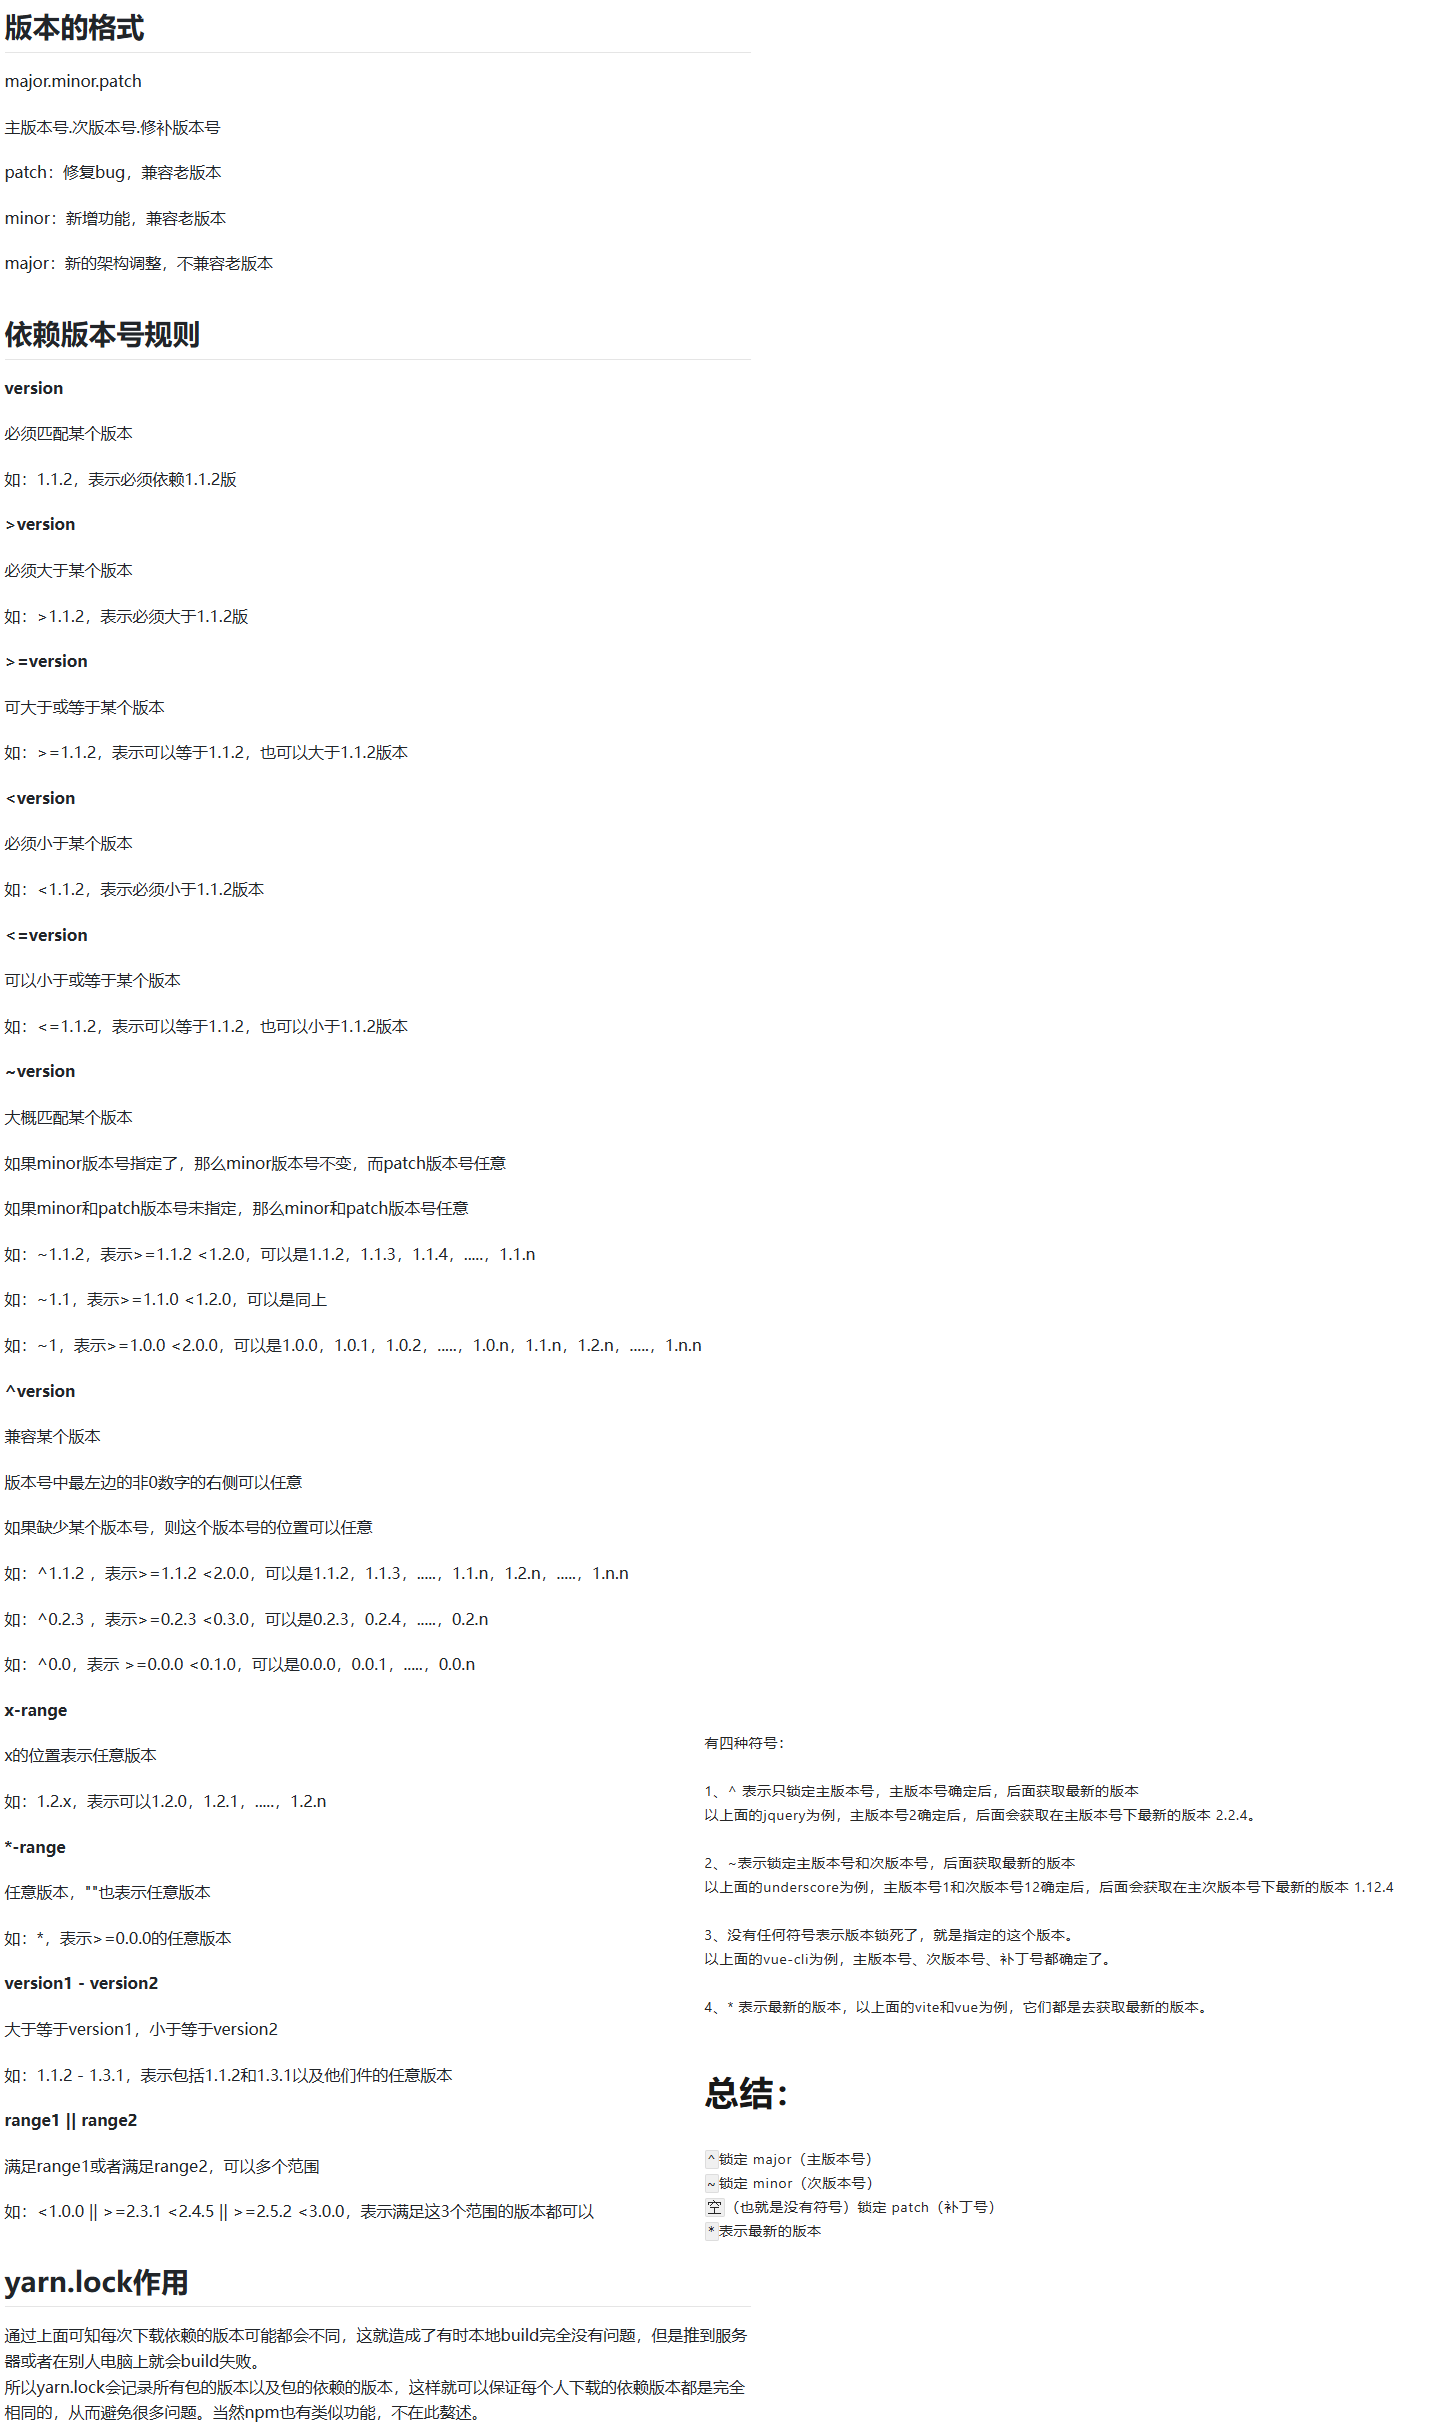 版本的格式
major.minor.patch
主版本号.次版本号.修补版本号
patch：修复bug，兼容老版本
minor：新增功能，兼容老版本
major：新的架构调整，不兼容老版本
依赖版本号规则
version
必须匹配某个版本
如：1.1.2，表示必须依赖1.1.2版
>version
必须大于某个版本
如：>1.1.2，表示必须大于1.1.2版
>=version
可大于或等于某个版本
如：>=1.1.2，表示可以等于1.1.2，也可以大于1.1.2版本
<version
必须小于某个版本
如：<1.1.2，表示必须小于1.1.2版本
<=version
可以小于或等于某个版本
如：<=1.1.2，表示可以等于1.1.2，也可以小于1.1.2版本
~version
大概匹配某个版本
如果minor版本号指定了，那么minor版本号不变，而patch版本号任意
如果minor和patch版本号未指定，那么minor和patch版本号任意
如：~1.1.2，表示>=1.1.2 <1.2.0，可以是1.1.2，1.1.3，1.1.4，.....，1.1.n
如：~1.1，表示>=1.1.0 <1.2.0，可以是同上
如：~1，表示>=1.0.0 <2.0.0，可以是1.0.0，1.0.1，1.0.2，.....，1.0.n，1.1.n，1.2.n，.....，1.n.n
^version
兼容某个版本
版本号中最左边的非0数字的右侧可以任意
如果缺少某个版本号，则这个版本号的位置可以任意
如：^1.1.2 ，表示>=1.1.2 <2.0.0，可以是1.1.2，1.1.3，.....，1.1.n，1.2.n，.....，1.n.n
如：^0.2.3 ，表示>=0.2.3 <0.3.0，可以是0.2.3，0.2.4，.....，0.2.n
如：^0.0，表示 >=0.0.0 <0.1.0，可以是0.0.0，0.0.1，.....，0.0.n
x-range
x的位置表示任意版本
如：1.2.x，表示可以1.2.0，1.2.1，.....，1.2.n
*-range
任意版本，""也表示任意版本
如：*，表示>=0.0.0的任意版本
version1 - version2
大于等于version1，小于等于version2
如：1.1.2 - 1.3.1，表示包括1.1.2和1.3.1以及他们件的任意版本
range1 || range2
满足range1或者满足range2，可以多个范围
如：<1.0.0 || >=2.3.1 <2.4.5 || >=2.5.2 <3.0.0，表示满足这3个范围的版本都可以
有四种符号：
1、^ 表示只锁定主版本号，主版本号确定后，后面获取最新的版本
以上面的jquery为例，主版本号2确定后，后面会获取在主版本号下最新的版本 2.2.4。
2、~表示锁定主版本号和次版本号，后面获取最新的版本
以上面的underscore为例，主版本号1和次版本号12确定后，后面会获取在主次版本号下最新的版本 1.12.4
3、没有任何符号表示版本锁死了，就是指定的这个版本。
以上面的vue-cli为例，主版本号、次版本号、补丁号都确定了。
4、* 表示最新的版本，以上面的vite和vue为例，它们都是去获取最新的版本。
总结：
^锁定 major（主版本号）
~锁定 minor（次版本号）
空（也就是没有符号）锁定 patch（补丁号）
*表示最新的版本
yarn.lock作用
通过上面可知每次下载依赖的版本可能都会不同，这就造成了有时本地build完全没有问题，但是推到服务
器或者在别人电脑上就会build失败。
所以yarn.lock会记录所有包的版本以及包的依赖的版本，这样就可以保证每个人下载的依赖版本都是完全
相同的，从而避免很多问题。当然npm也有类似功能，不在此赘述。